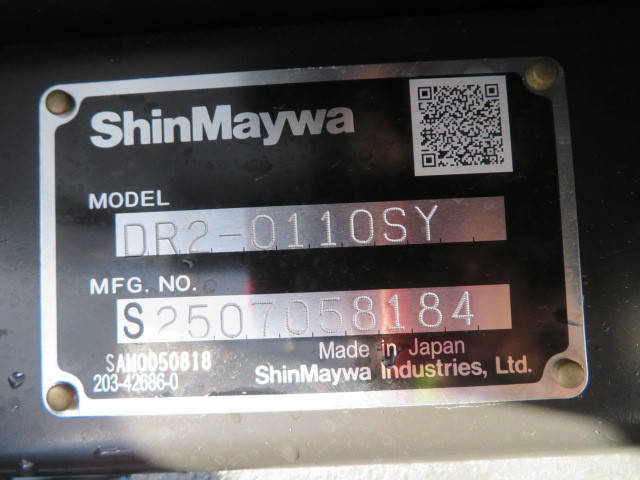 ShinMaywa
MODEL
DR2-0110SY
MFG. NO.
S2507058184
SAM0050818
203-42686-0
Made in Japan
ShinMaywa Industries, Ltd.